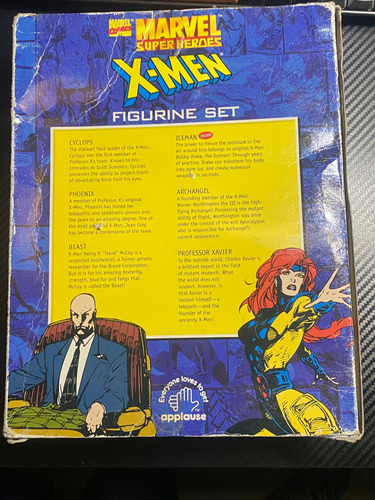 MARVEL
MARVEL
SUPER HEROES
X-MEN
FIGURINE SET
CYCLOPS
The stalwart field leader of the X-Men,
Cyclops was the first member of
Professor X's team. Known to his
comrades as Scott Summers, Cyclops
possesses the ability to project blasts
of devastating force from his eyes.
PHOENIX
A member of Professor X's original
X-Men, Phoenix has honed her
telepathic and telekinetic powers over
the years to an amazing degree. One of
the most X-Men, Jean Grey
has become a cornerstone of the team.
BEAST
X-Man Henry P. "Hank" McCoy is a
respected biochemist, a former genetic
researcher for the Brand Corporation.
But it is for his amazing dexterity,
strength, blue fur and fangs that
McCoy is called the Beast!
ICEMAN
The power to freeze the moisture in the
air around him belongs to original X-Man
Bobby Drake, the Iceman! Through years
of practice, Drake can transform his body
into pure ice, and create numerous
in seconds.
ARCHANGEL
A founding member of the X-Men,
Warren Worthington the III is the high-
flying Archangel! Possessing the mutant
ability of flight, Worthington was once
under the control of the evil Apocalypse,
who is responsible for Archangel's
current appearance.
PROFESSOR XAVIER
To the outside world, Charles Xavier is
a brilliant expert in the field
of mutant research. What
the world does not
suspect, however, is
that Xavier is a
mutant himself—a
telepath—and the
founder of the
uncanny X-Men!
Everyone loves to get
applause